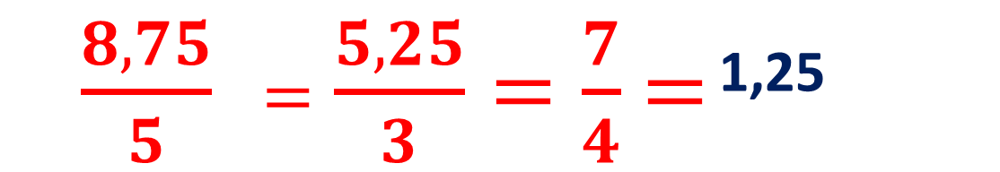 8,75/5 = 5,25/3 = 7/4 = 1,25